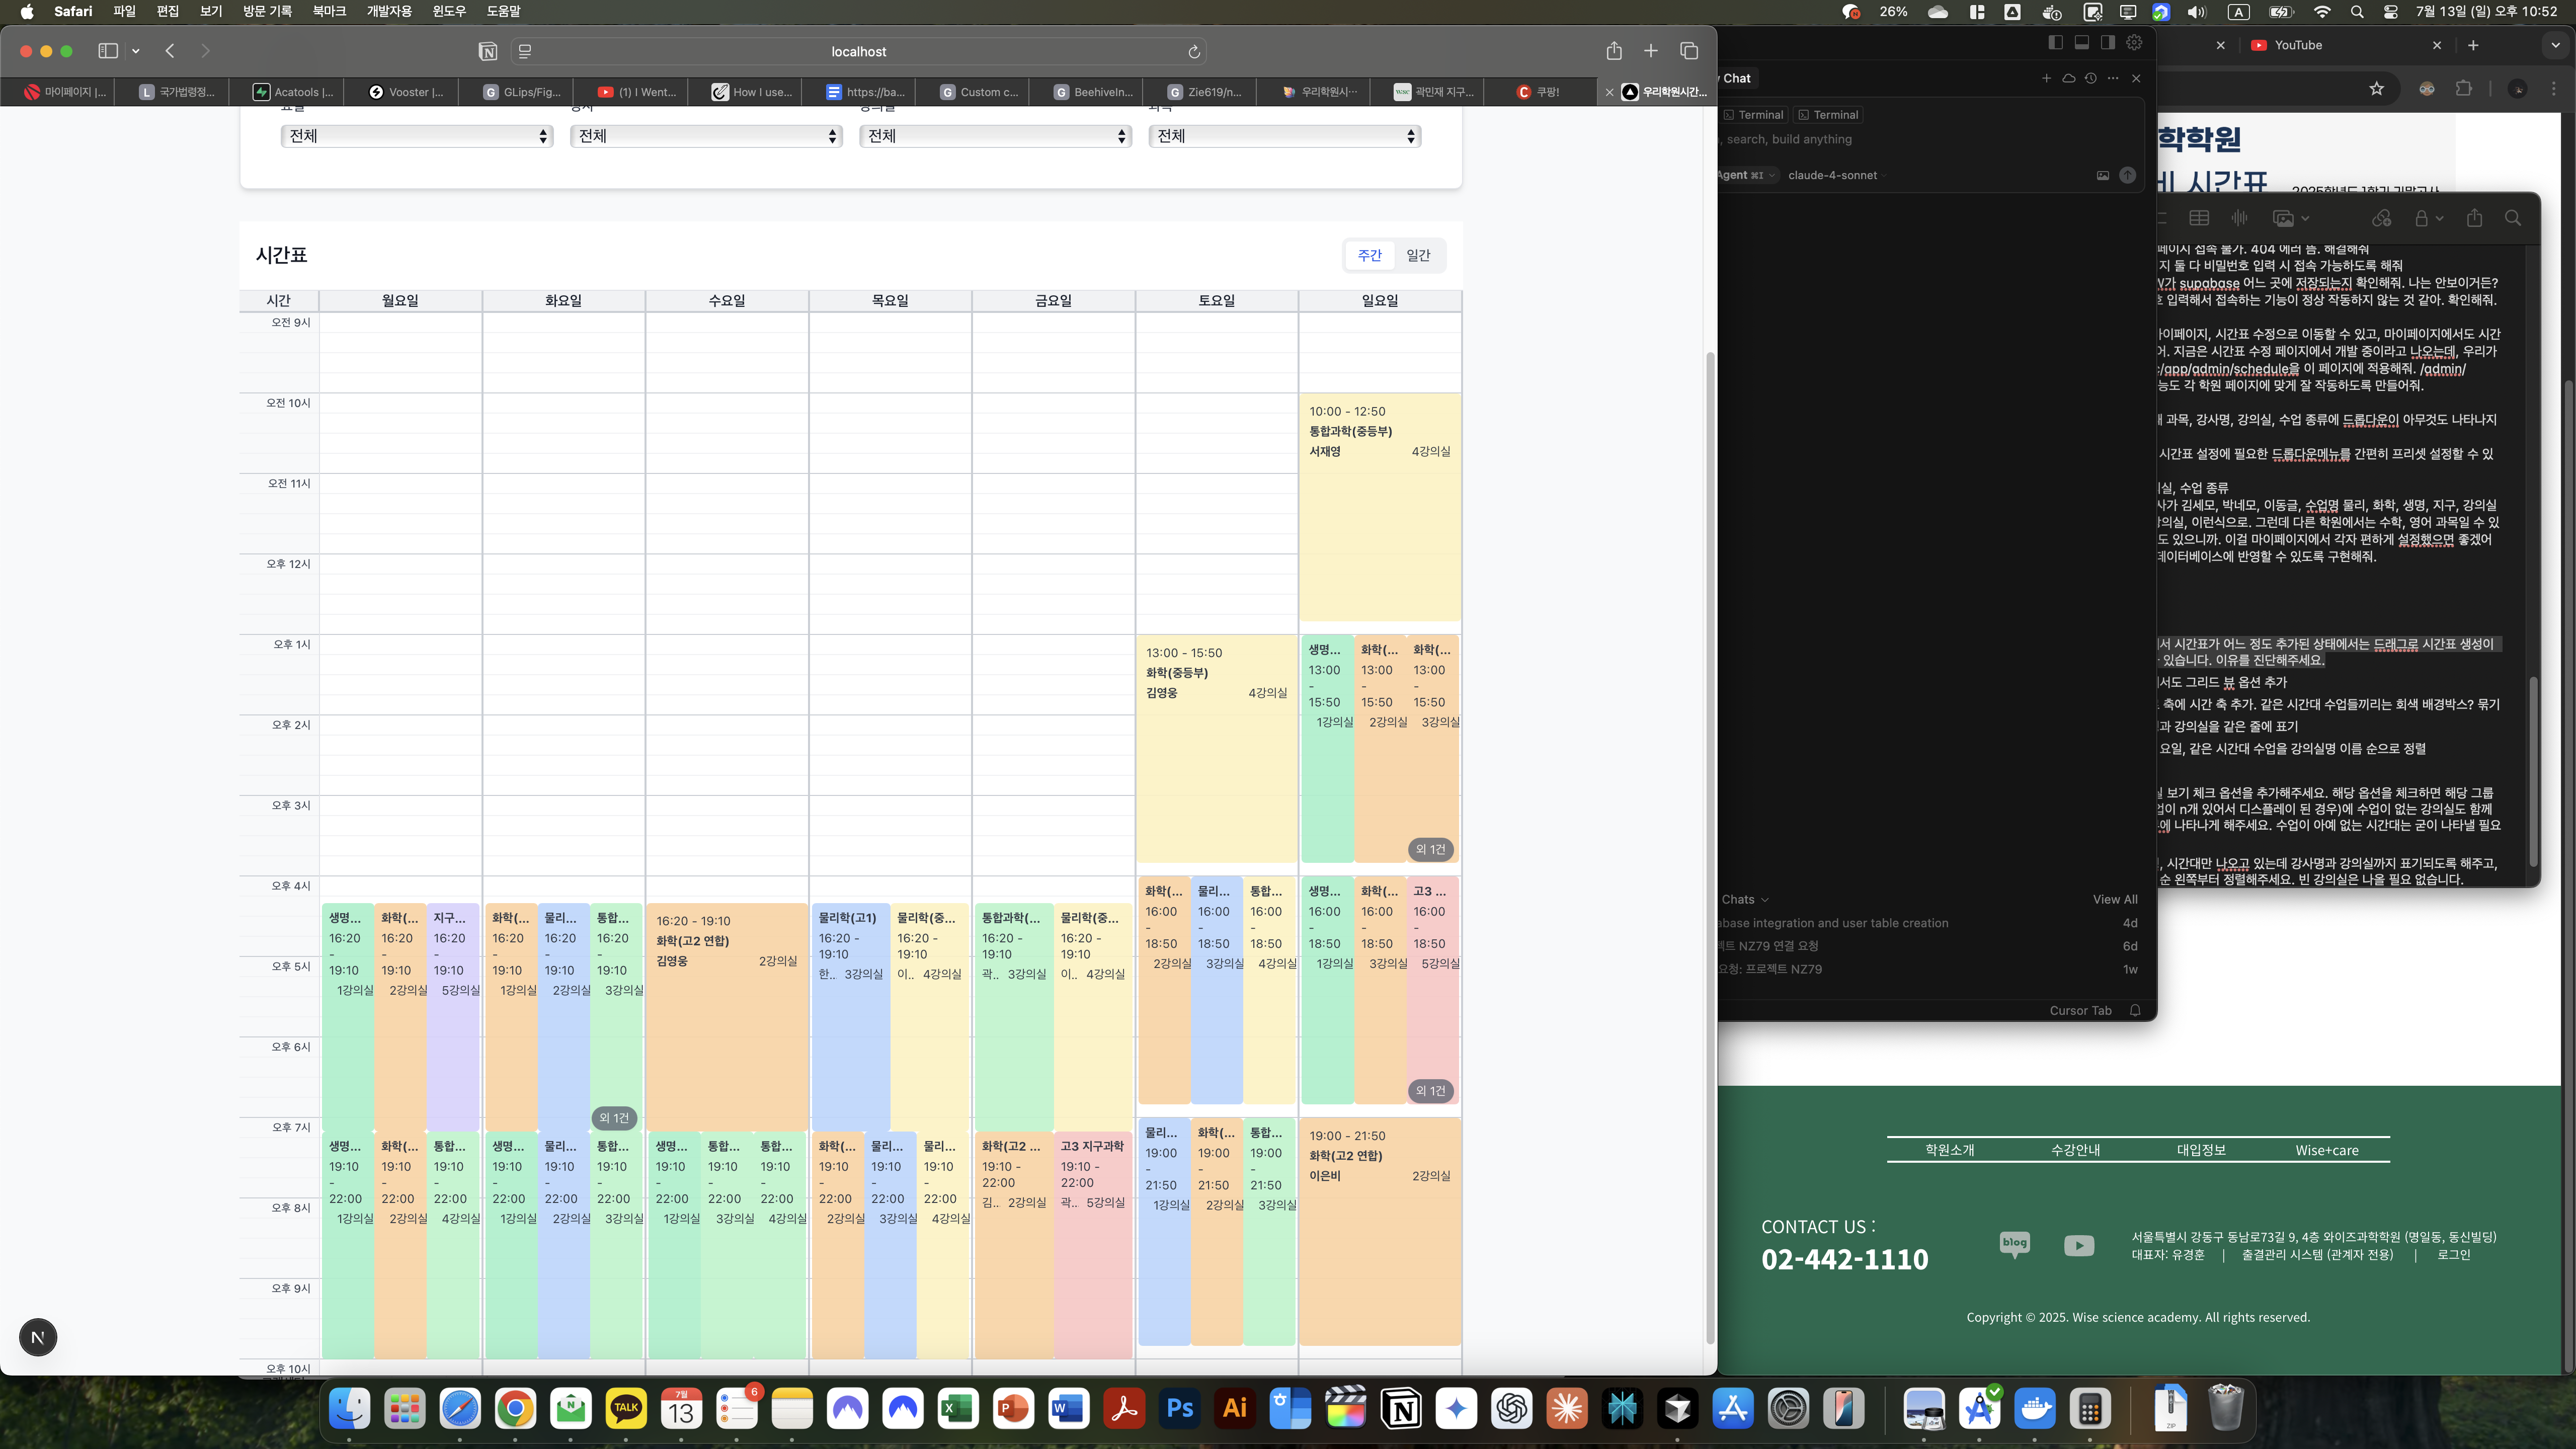 Safari 파일 편집 보기 방문 기록 북마크 개발자용 윈도우 도움말
26% A 7월 13일 (일) 오후 10:52
localhost
마이페이지 |... 국가법령정... Acatools |... Vooster |... GLips/Fig... (1) I Went... How I use... https://ba... Custom c... BeehiveIn... Zie619/n... 우리학원시... 곽민재 지구... 쿠팡! 우리학원시간...
전체 전체 전체 전체
시간표
주간 일간
시간 월요일 화요일 수요일 목요일 금요일 토요일 일요일
오전 9시
오전 10시
10:00 - 12:50
통합과학(중등부)
서재영 4강의실
오전 11시
오후 12시
오후 1시
13:00 - 15:50
화학(중등부)
김영웅 4강의실
생명... 화학(... 화학(...
13:00 13:00 13:00
- - -
15:50 15:50 15:50
1강의실 2강의실 3강의실
오후 2시
오후 3시
외 1건
오후 4시
화학(... 물리... 통합... 생명... 화학(... 고3 ...
16:00 16:00 16:00 16:00 16:00 16:00
- - - - - -
18:50 18:50 18:50 18:50 18:50 18:50
2강의실 3강의실 4강의실 1강의실 3강의실 5강의실
생명... 화학(... 지구... 화학(... 물리... 통합...
16:20 16:20 16:20 16:20 16:20 16:20
- - - - - -
19:10 19:10 19:10 19:10 19:10 19:10
1강의실 2강의실 5강의실 1강의실 2강의실 3강의실
16:20 - 19:10
화학(고2 연합)
김영웅 2강의실
물리학(고1) 물리학(중... 통합과학(... 물리학(중...
16:20 - 16:20 - 16:20 - 16:20 -
19:10 19:10 19:10 19:10
한.. 3강의실 이.. 4강의실 곽.. 3강의실 이.. 4강의실
오후 5시
오후 6시
외 1건
외 1건
오후 7시
생명... 화학(... 통합... 생명... 물리... 통합... 생명... 통합... 통합... 화학(... 물리... 물리...
19:10 19:10 19:10 19:10 19:10 19:10 19:10 19:10 19:10 19:10 19:10 19:10
- - - - - - - - - - - -
22:00 22:00 22:00 22:00 22:00 22:00 22:00 22:00 22:00 22:00 22:00 22:00
1강의실 2강의실 4강의실 1강의실 2강의실 3강의실 1강의실 3강의실 4강의실 2강의실 3강의실 4강의실
화학(고2 ... 고3 지구과학
19:10 - 19:10 -
22:00 22:00
김.. 2강의실 곽.. 5강의실
물리... 화학(... 통합...
19:00 19:00 19:00
- - -
21:50 21:50 21:50
1강의실 2강의실 3강의실
19:00 - 21:50
화학(고2 연합)
이은비 2강의실
오후 8시
오후 9시
오후 10시
N
Chat
Terminal Terminal
, search, build anything
Agent ⌘I claude-4-sonnet
Chats View All
abase integration and user table creation 4d
젝트 NZ79 연결 요청 6d
요청: 프로젝트 NZ79 1w
Cursor Tab
YouTube
학학원
시간표 2025학년도 1학기 기말고사
페이지 접속 불가. 404 에러 뜸. 해결해줘
지 둘 다 비밀번호 입력 시 접속 가능하도록 해줘
W가 supabase 어느 곳에 저장되는지 확인해줘. 나는 안보이거든?
호 입력해서 접속하는 기능이 정상 작동하지 않는 것 같아. 확인해줘.
마이페이지, 시간표 수정으로 이동할 수 있고, 마이페이지에서도 시간
어. 지금은 시간표 수정 페이지에서 개발 중이라고 나오는데, 우리가
:/app/admin/schedule을 이 페이지에 적용해줘. /admin/
능도 각 학원 페이지에 맞게 잘 작동하도록 만들어줘.
과목, 강사명, 강의실, 수업 종류에 드롭다운이 아무것도 나타나지
시간표 설정에 필요한 드롭다운메뉴를 간편히 프리셋 설정할 수 있
의실, 수업 종류
사가 김세모, 박네모, 이동글, 수업명 물리, 화학, 생명, 지구, 강의실
강의실, 이런식으로. 그런데 다른 학원에서는 수학, 영어 과목일 수 있
도 있으니까. 이걸 마이페이지에서 각자 편하게 설정했으면 좋겠어
데이터베이스에 반영할 수 있도록 구현해줘.
서 시간표가 어느 정도 추가된 상태에서는 드래그로 시간표 생성이
있습니다. 이유를 진단해주세요.
서도 그리드 뷰 옵션 추가
축에 시간 축 추가. 같은 시간대 수업들끼리는 회색 배경박스? 묶기
과 강의실을 같은 줄에 표기
요일, 같은 시간대 수업을 강의실명 이름 순으로 정렬
실 보기 체크 옵션을 추가해주세요. 해당 옵션을 체크하면 해당 그룹
업이 n개 있어서 디스플레이 된 경우)에 수업이 없는 강의실도 함께
에 나타나게 해주세요. 수업이 아예 없는 시간대는 굳이 나타낼 필요
, 시간대만 나오고 있는데 강사명과 강의실까지 표기되도록 해주고,
순 왼쪽부터 정렬해주세요. 빈 강의실은 나올 필요 없습니다.
학원소개 수강안내 대입정보 Wise+care
CONTACT US :
02-442-1110
blog
서울특별시 강동구 동남로73길 9, 4층 와이즈과학학원 (명일동, 동신빌딩)
대표자: 유경훈 | 출결관리 시스템 (관계자 전용) | 로그인
Copyright © 2025. Wise science academy. All rights reserved.
TALK 7월 13 6 X P W Ps Ai N ZIP